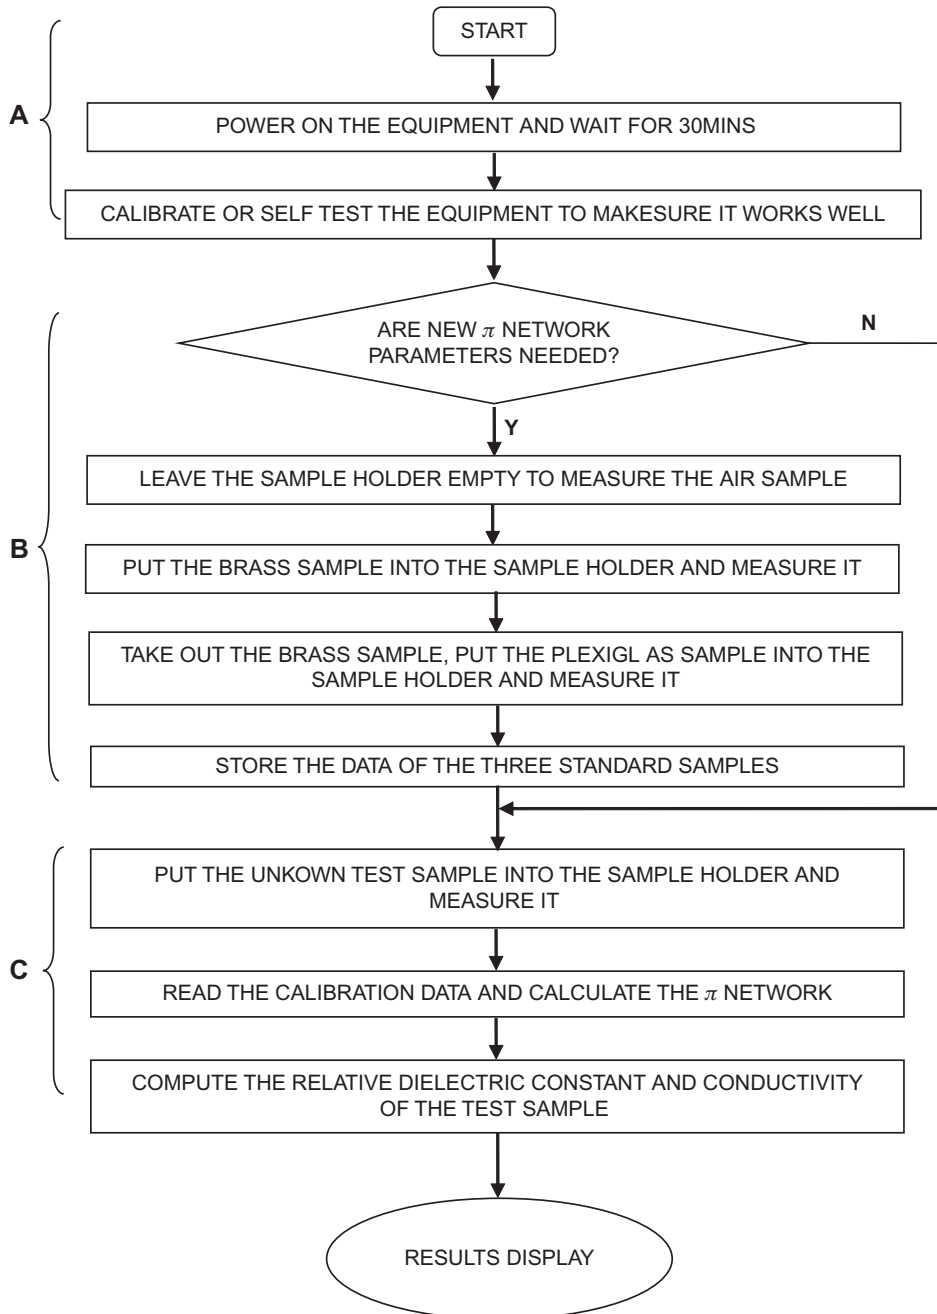 START
A
POWER ON THE EQUIPMENT AND WAIT FOR 30MINS
CALIBRATE OR SELF TEST THE EQUIPMENT TO MAKESURE IT WORKS WELL
ARE NEW π NETWORK
PARAMETERS NEEDED?
N
Y
LEAVE THE SAMPLE HOLDER EMPTY TO MEASURE THE AIR SAMPLE
B
PUT THE BRASS SAMPLE INTO THE SAMPLE HOLDER AND MEASURE IT
TAKE OUT THE BRASS SAMPLE, PUT THE PLEXIGL AS SAMPLE INTO THE
SAMPLE HOLDER AND MEASURE IT
STORE THE DATA OF THE THREE STANDARD SAMPLES
PUT THE UNKOWN TEST SAMPLE INTO THE SAMPLE HOLDER AND
MEASURE IT
C
READ THE CALIBRATION DATA AND CALCULATE THE π NETWORK
COMPUTE THE RELATIVE DIELECTRIC CONSTANT AND CONDUCTIVITY
OF THE TEST SAMPLE
RESULTS DISPLAY